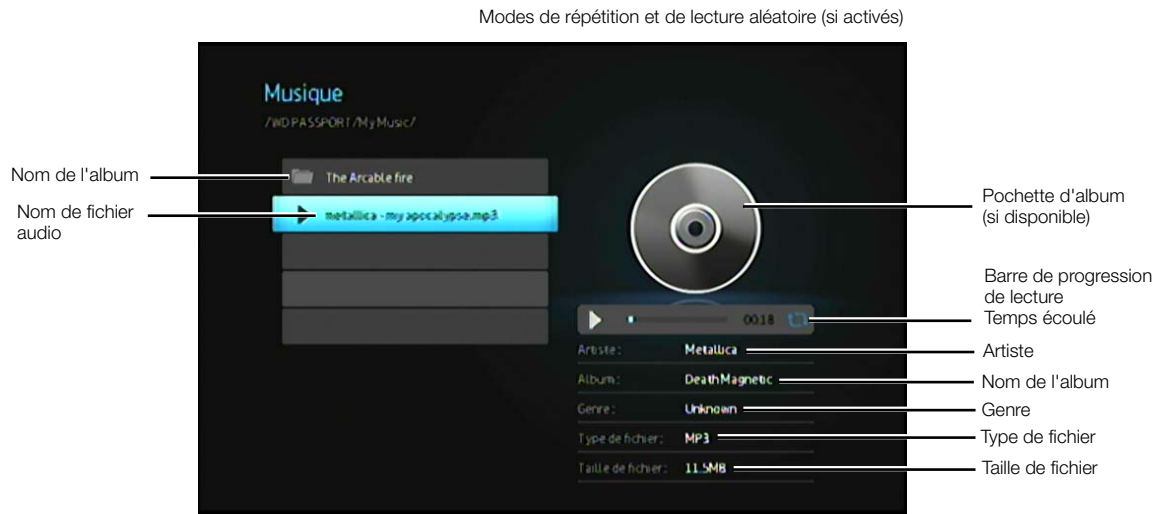 Modes de répétition et de lecture aléatoire (si activés)
Musique
/WD PASSPORT/My Music/
Nom de l'album
The Arcable fire
Nom de fichier
audio
metallica - my apocalypse.mp3
Pochette d'album
(si disponible)
Barre de progression
de lecture
Temps écoulé
00:18
Artiste : Metallica
Artiste
Album : Death Magnetic
Nom de l'album
Genre : Unknown
Genre
Type de fichier : MP3
Type de fichier
Taille de fichier : 11.5MB
Taille de fichier